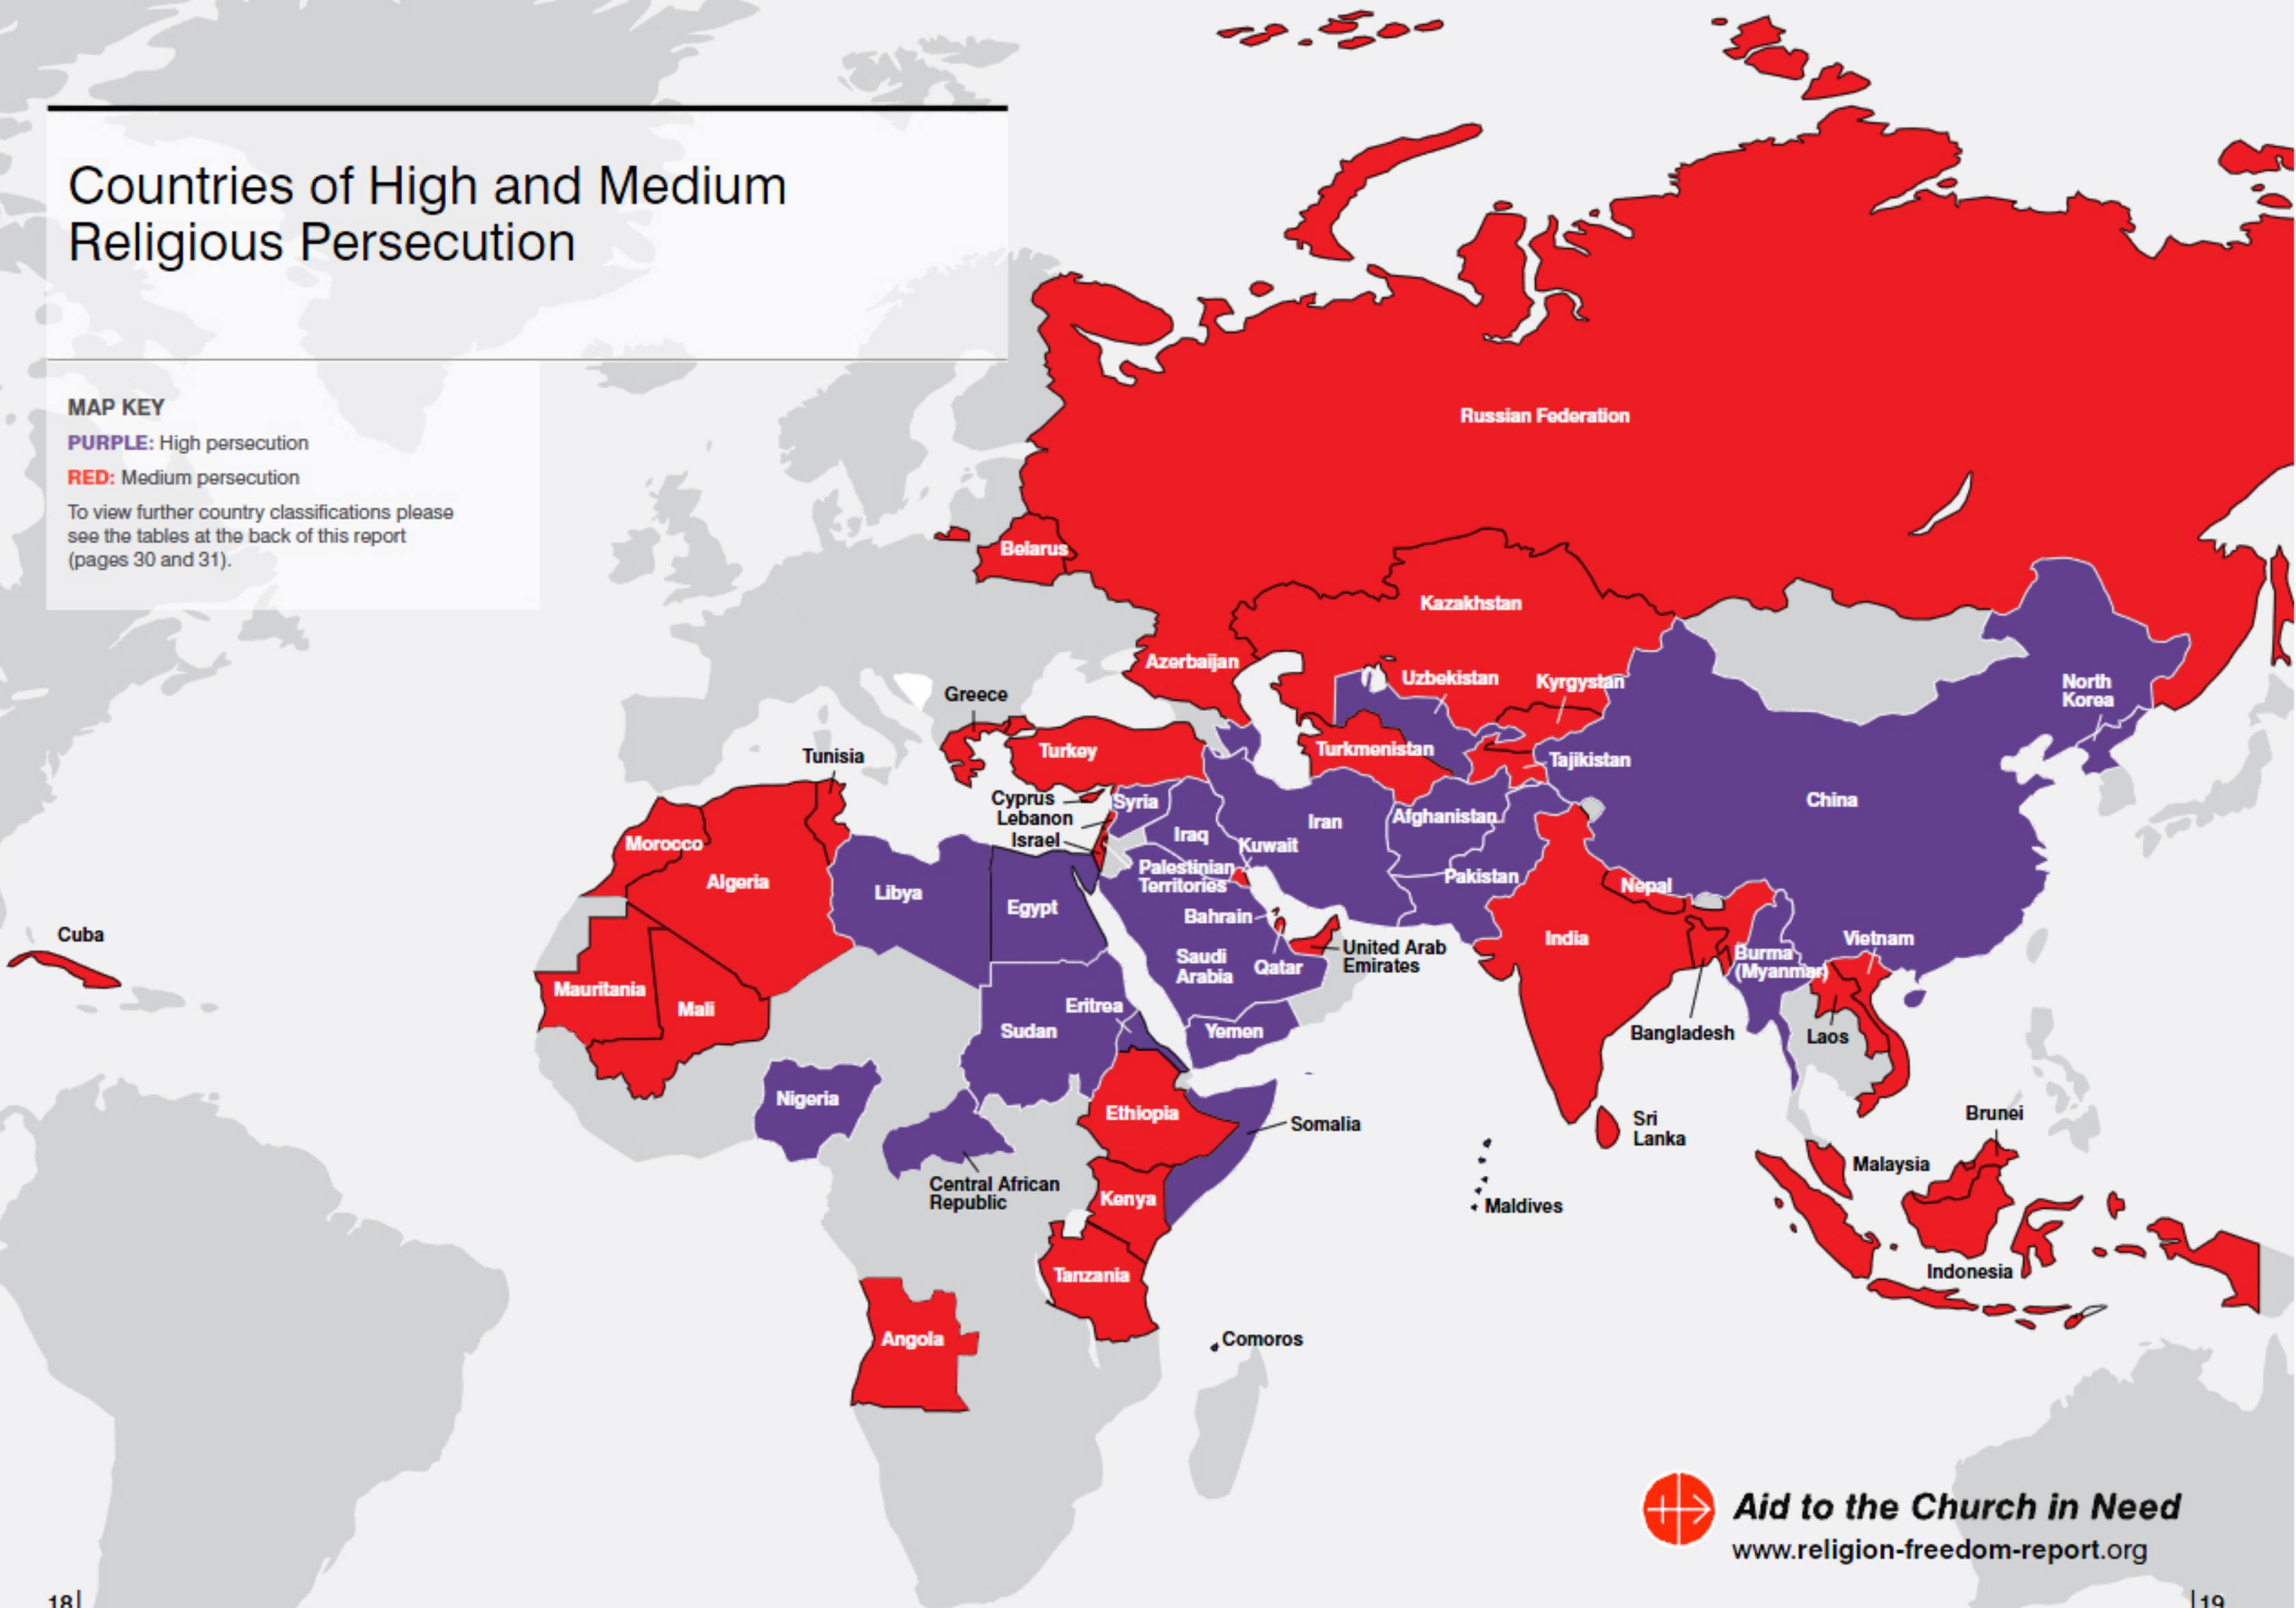 Countries of High and Medium
Religious Persecution
MAP KEY
PURPLE: High persecution
RED: Medium persecution
To view further country classifications please
see the tables at the back of this report
(pages 30 and 31).
Russian Federation
Belarus
Kazakhstan
Azerbaijan
Uzbekistan
Kyrgystan
Greece
North
Korea
Turkey
Turkmenistan
Tajikistan
Tunisia
Cyprus
Syria
Lebanon
Israel
Iraq
Iran
Afghanistan
China
Kuwait
Morocco
Palestinian
Territories
Pakistan
Nepal
Algeria
Libya
Egypt
Bahrain
Cuba
India
Vietnam
United Arab
Emirates
Saudi
Arabia
Qatar
Burma
(Myanmar)
Mauritania
Mali
Eritrea
Sudan
Yemen
Bangladesh
Laos
Nigeria
Ethiopia
Somalia
Sri
Lanka
Brunei
Malaysia
Central African
Republic
Kenya
Maldives
Tanzania
Indonesia
Angola
Comoros
Aid to the Church in Need
www.religion-freedom-report.org
18|
|19